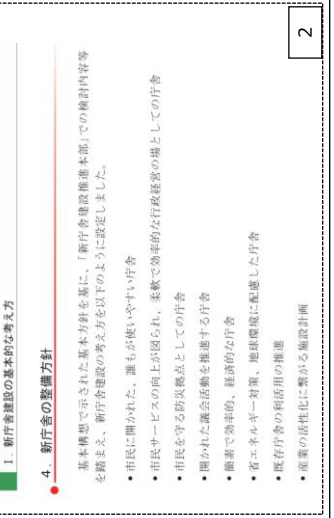 I. 新庁舎建設の基本的な考え方
4. 新庁舎の整備方針
基本構想で示された基本方針を基に、「新庁舎建設推進本部」での検討内容等
を踏まえ、新庁舎建設の考え方を以下のように設定しました。
•市民に開かれた、誰もが使いやすい庁舎
•市民サービスの向上が図られ、柔軟で効率的な行政経営の場としての庁舎
•市民を守る防災拠点としての庁舎
•開かれた議会活動を推進する庁舎
•簡素で効率的、経済的な庁舎
•省エネルギー対策、地球環境に配慮した庁舎
•既存庁舎の利活用の推進
•産業の活性化に繋がる施設計画
2